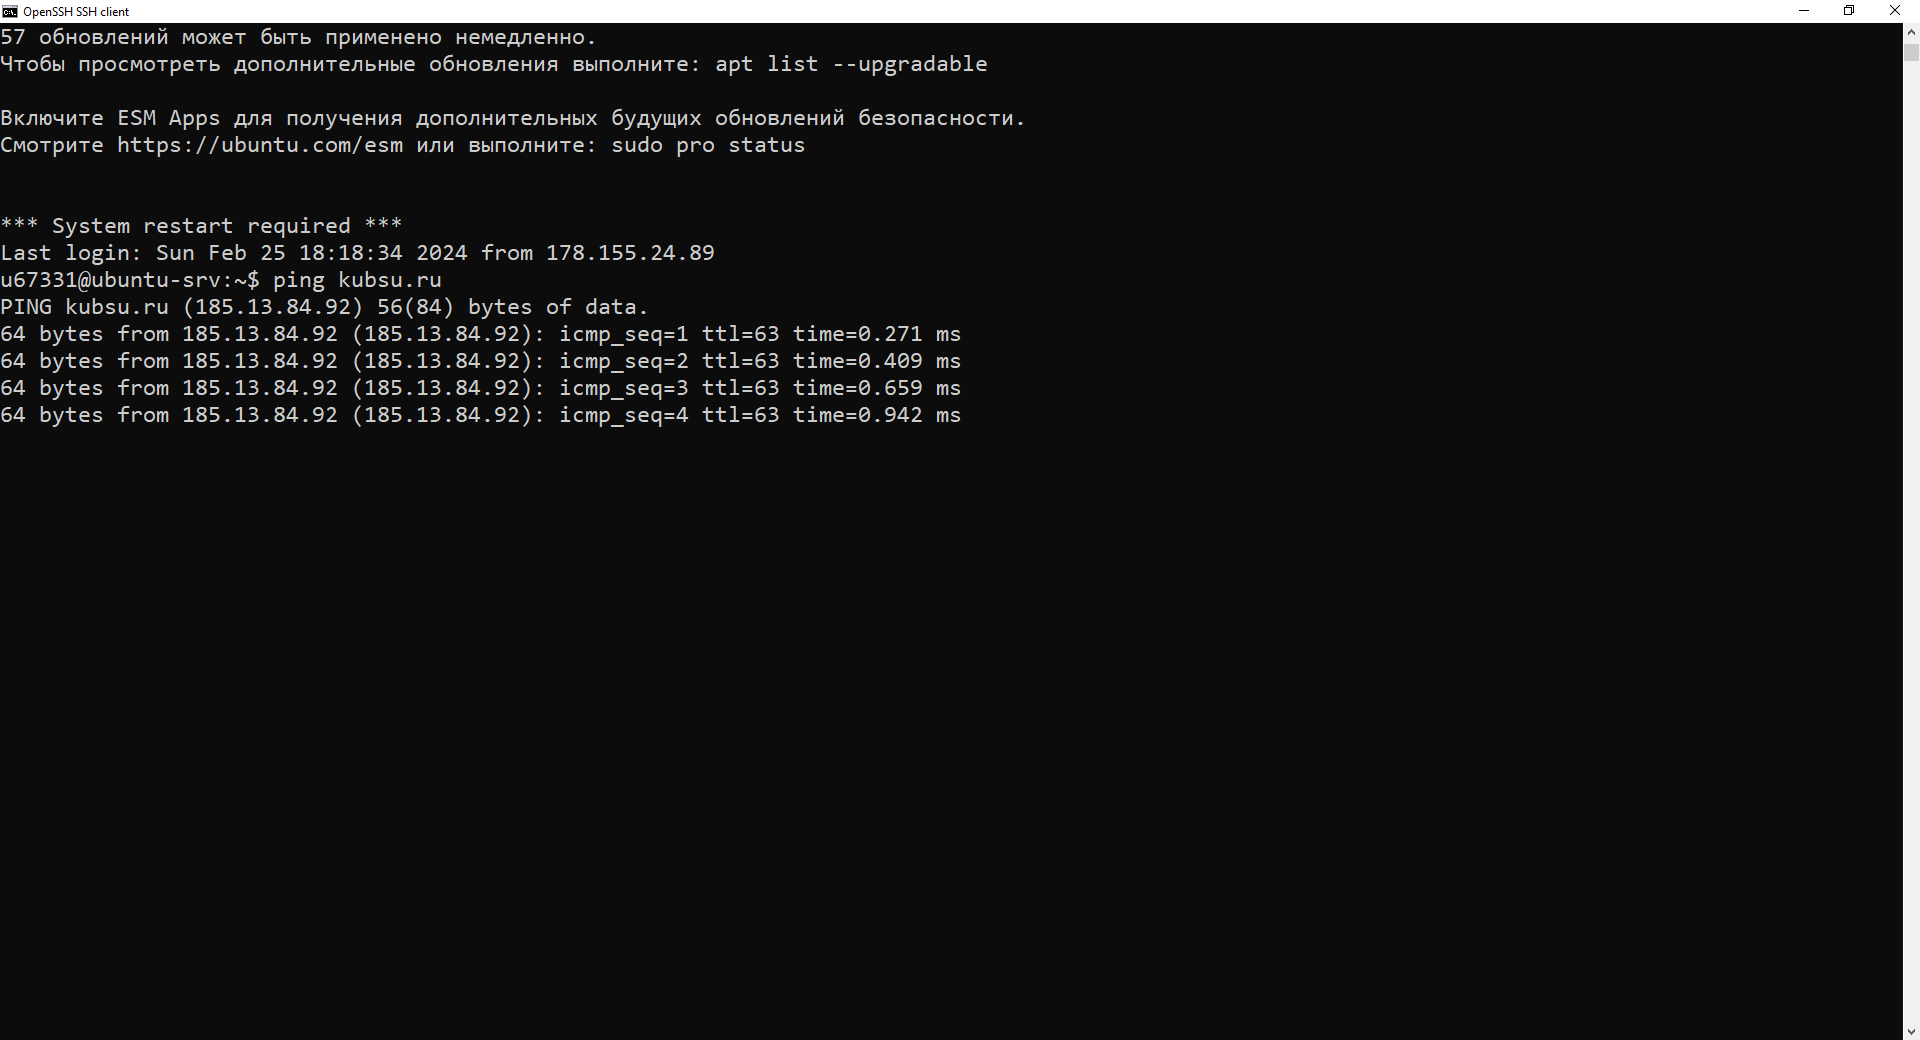 OpenSSH SSH client
57 обновлений может быть применено немедленно.
Чтобы просмотреть дополнительные обновления выполните: apt list --upgradable
Включите ESM Apps для получения дополнительных будущих обновлений безопасности.
Смотрите https://ubuntu.com/esm или выполните: sudo pro status
*** System restart required ***
Last login: Sun Feb 25 18:18:34 2024 from 178.155.24.89
u67331@ubuntu-srv:~$ ping kubsu.ru
PING kubsu.ru (185.13.84.92) 56(84) bytes of data.
64 bytes from 185.13.84.92 (185.13.84.92): icmp_seq=1 ttl=63 time=0.271 ms
64 bytes from 185.13.84.92 (185.13.84.92): icmp_seq=2 ttl=63 time=0.409 ms
64 bytes from 185.13.84.92 (185.13.84.92): icmp_seq=3 ttl=63 time=0.659 ms
64 bytes from 185.13.84.92 (185.13.84.92): icmp_seq=4 ttl=63 time=0.942 ms